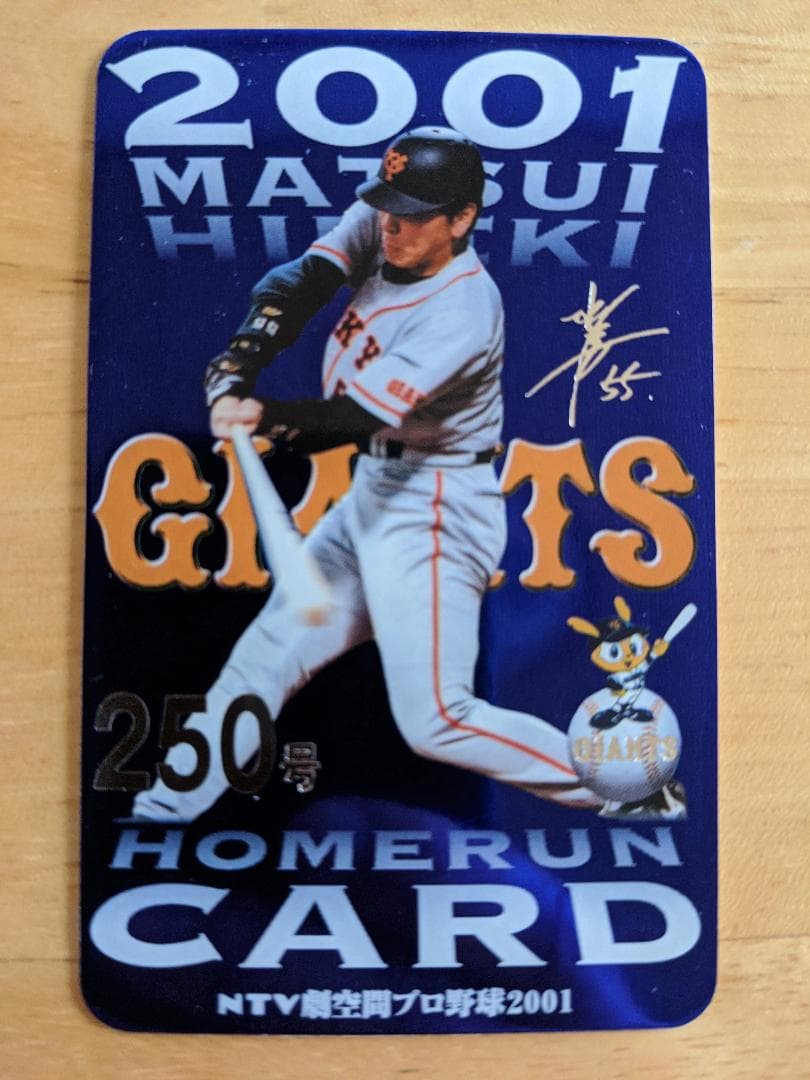 2001
MATSUI
HIDEKI
55.
GIANTS
GIANTS
250号
HOMERUN
CARD
NTV劇空間プロ野球2001